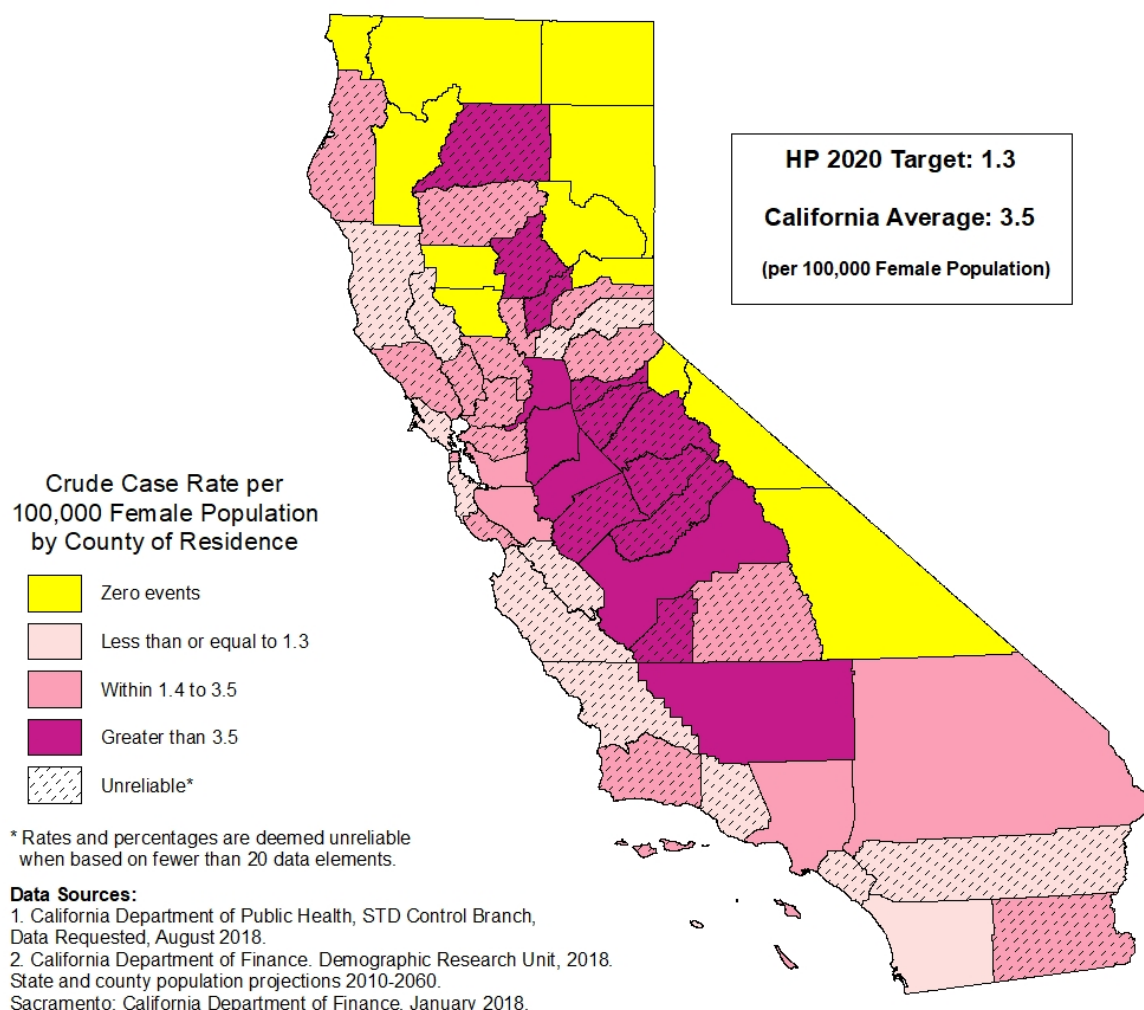 HP 2020 Target: 1.3
California Average: 3.5
(per 100,000 Female Population)
Crude Case Rate per
100,000 Female Population
by County of Residence
Zero events
Less than or equal to 1.3
Within 1.4 to 3.5
Greater than 3.5
Unreliable*
* Rates and percentages are deemed unreliable
when based on fewer than 20 data elements.
Data Sources:
1. California Department of Public Health, STD Control Branch,
Data Requested, August 2018.
2. California Department of Finance. Demographic Research Unit, 2018.
State and county population projections 2010-2060.
Sacramento: California Department of Finance. January 2018.